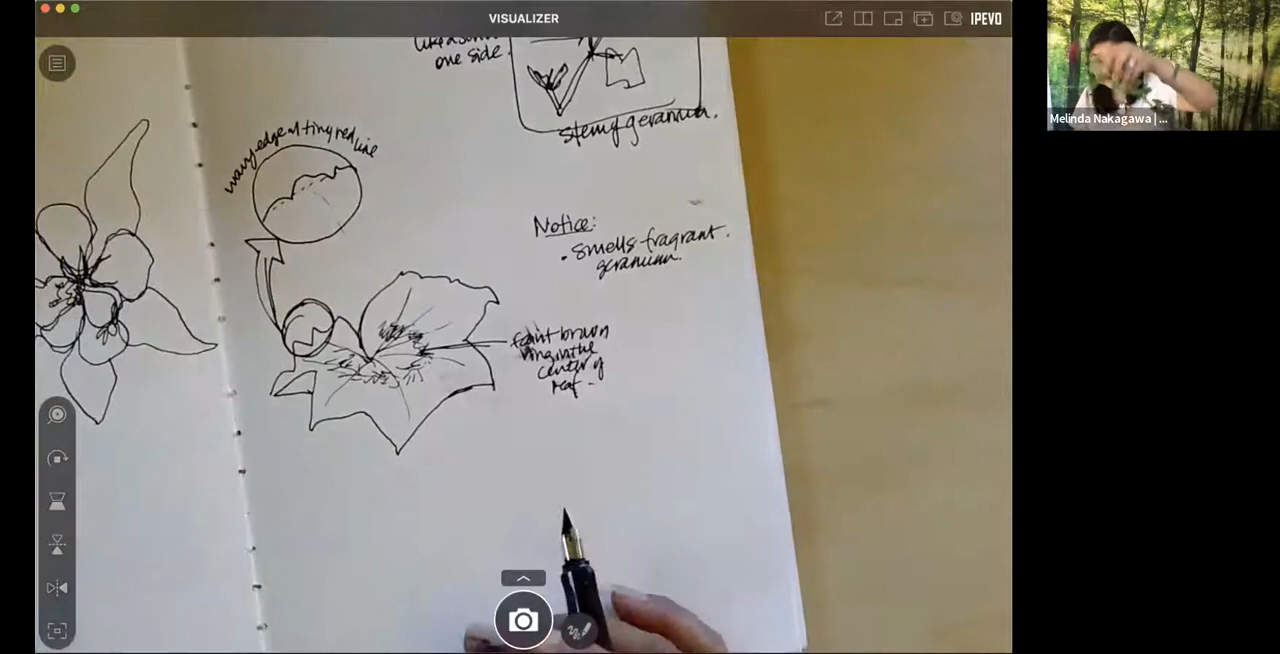 VISUALIZER
IPEVO
Melinda Nakagawa | ...
one side.
stemy geranium.
wavy edge of tiny red line
Notice:
• smells fragrant.
geranium.
faint brown
ring in the
center of
leaf.